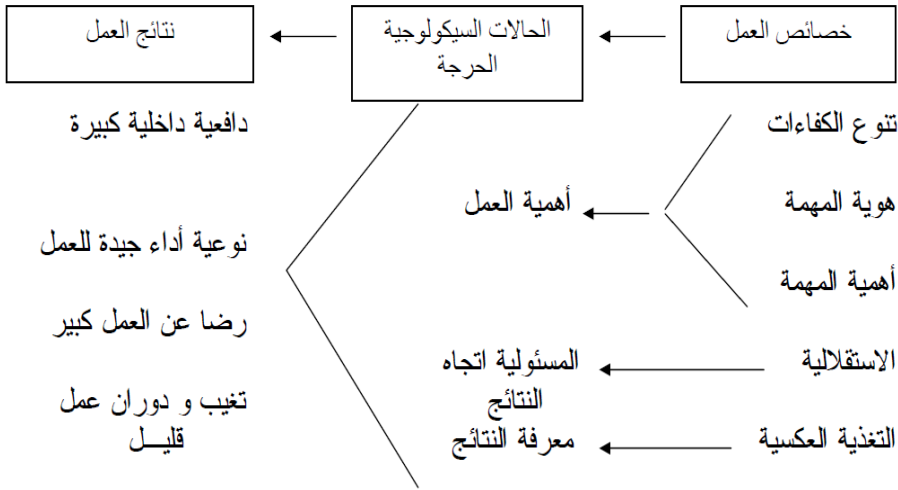 خصائص العمل
الحالات السيكولوجية
الحرجة
نتائج العمل
تنوع الكفاءات
هوية المهمة
أهمية المهمة
الاستقلالية
التغذية العكسية
أهمية العمل
المسئولية اتجاه
النتائج
معرفة النتائج
دافعية داخلية كبيرة
نوعية أداء جيدة للعمل
رضا عن العمل كبير
تغيب و دوران عمل
قليــل